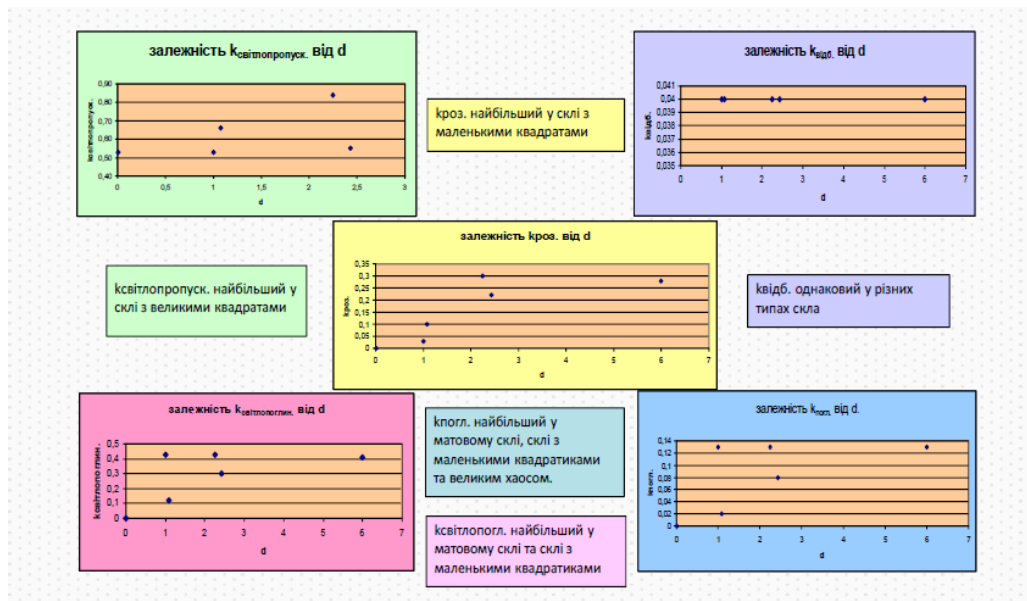 залежність kсвітлопропуск. від d
kсвітлопропуск.
0,90
0,80
0,70
0,60
0,50
0,40
0 0,5 1 1,5 2 2,5 3
d
kроз. найбільший у склі з
маленькими квадратами
залежність kвідб. від d
kвідб.
0,041
0,04
0,039
0,038
0,037
0,036
0,035
0 1 2 3 4 5 6 7
d
kсвітлопропуск. найбільший у
склі з великими квадратами
залежність kроз. від d
kроз.
0,35
0,3
0,25
0,2
0,15
0,1
0,05
0
0 1 2 3 4 5 6 7
d
kвідб. однаковий у різних
типах скла
залежність kсвітлопоглин. від d
kсвітлопоглин.
0,5
0,4
0,3
0,2
0,1
0
0 1 2 3 4 5 6 7
d
kпогл. найбільший у
матовому склі, склі з
маленькими квадратиками
та великим хаосом.
kсвітлопогл. найбільший у
матовому склі та склі з
маленькими квадратиками
залежність kпогл. від d.
kпогл.
0,14
0,12
0,1
0,08
0,06
0,04
0,02
0
0 1 2 3 4 5 6 7
d